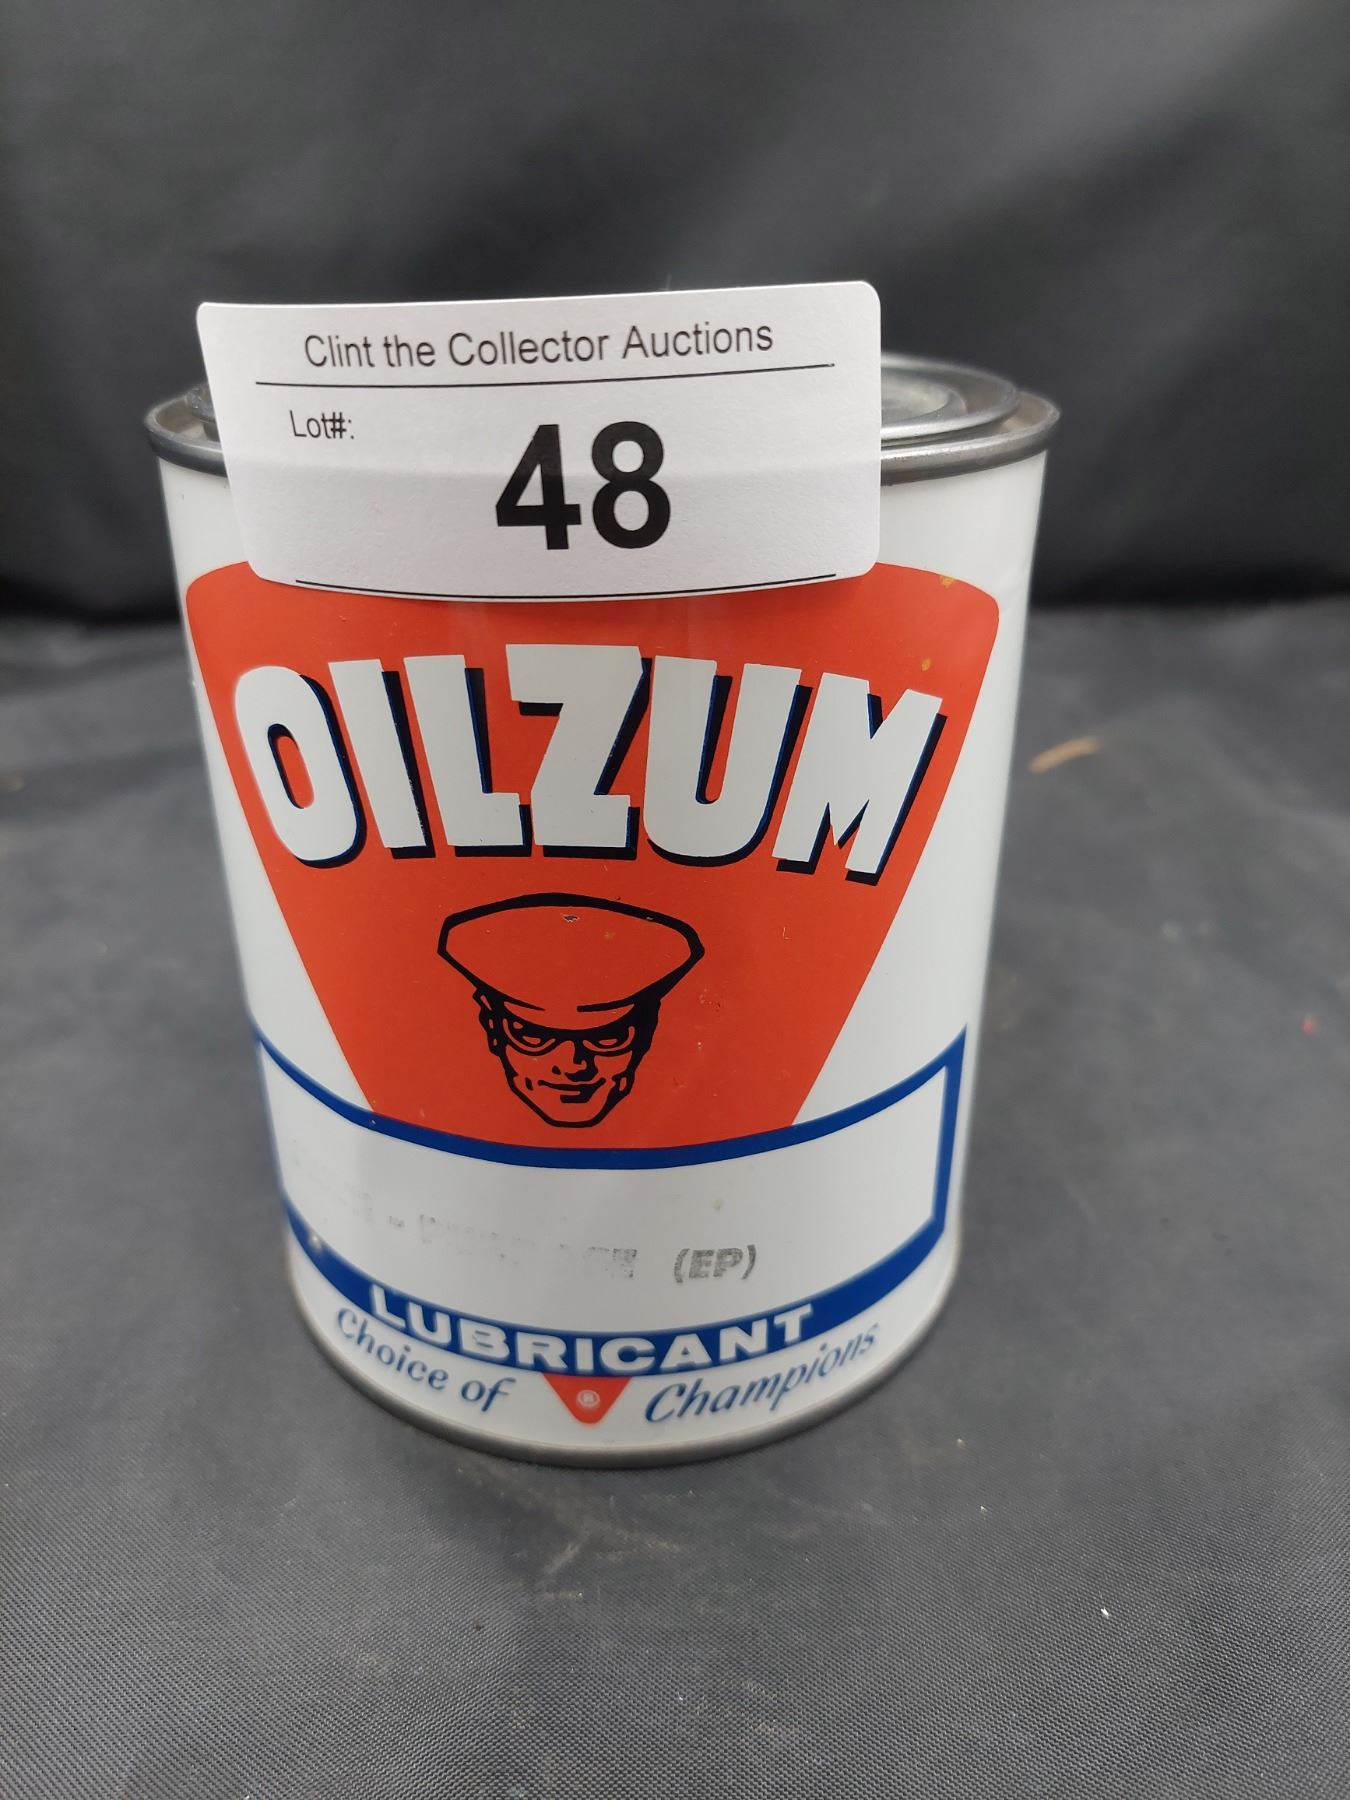 Clint the Collector Auctions
Lot#:
48
OILZUM
(EP)
LUBRICANT
Choice of ® Champions